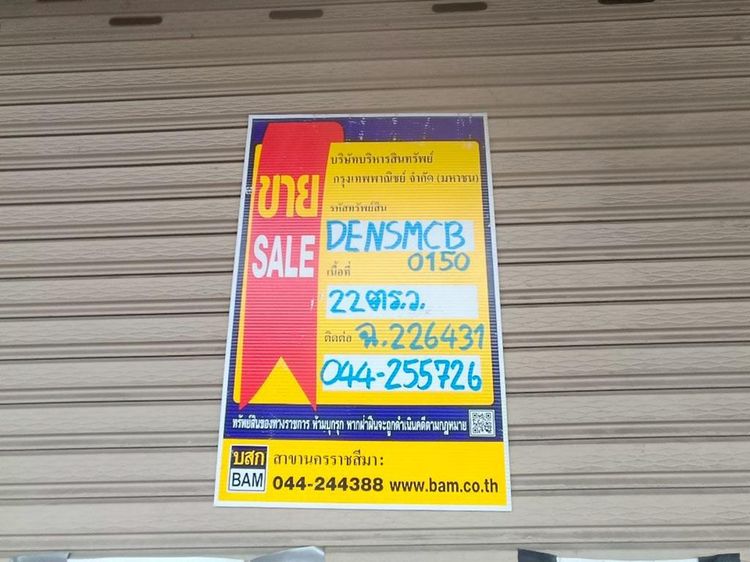 ขาย
SALE
บริษัทบริหารสินทรัพย์
กรุงเทพพาณิชย์ จำกัด (มหาชน)
รหัสทรัพย์สิน
DENSMCB
0150
เนื้อที่
22 ตร.ว.
ติดต่อ ฉ.226431
044-255726
ทรัพย์สินของทางราชการ ห้ามบุกรุก หากฝ่าฝืนจะถูกดำเนินคดีตามกฎหมาย
บสก
BAM
สาขานครราชสีมา :
044-244388 www.bam.co.th